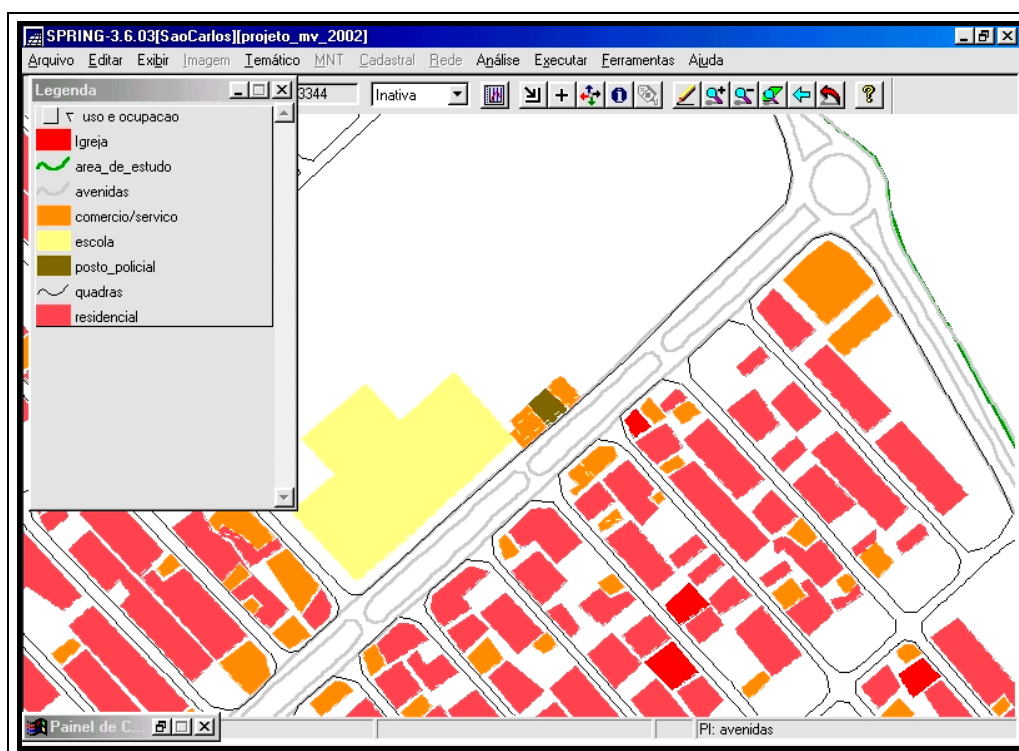 SPRING-3.6.03[SaoCarlos][projeto_mv_2002]
Arquivo Editar Exibir Imagem Temático MNT Cadastral Rede Análise Executar Ferramentas Ajuda
Legenda
3344
Inativa
uso e ocupacao
Igreja
area_de_estudo
avenidas
comercio/servico
escola
posto_policial
quadras
residencial
Painel de C...
PI: avenidas